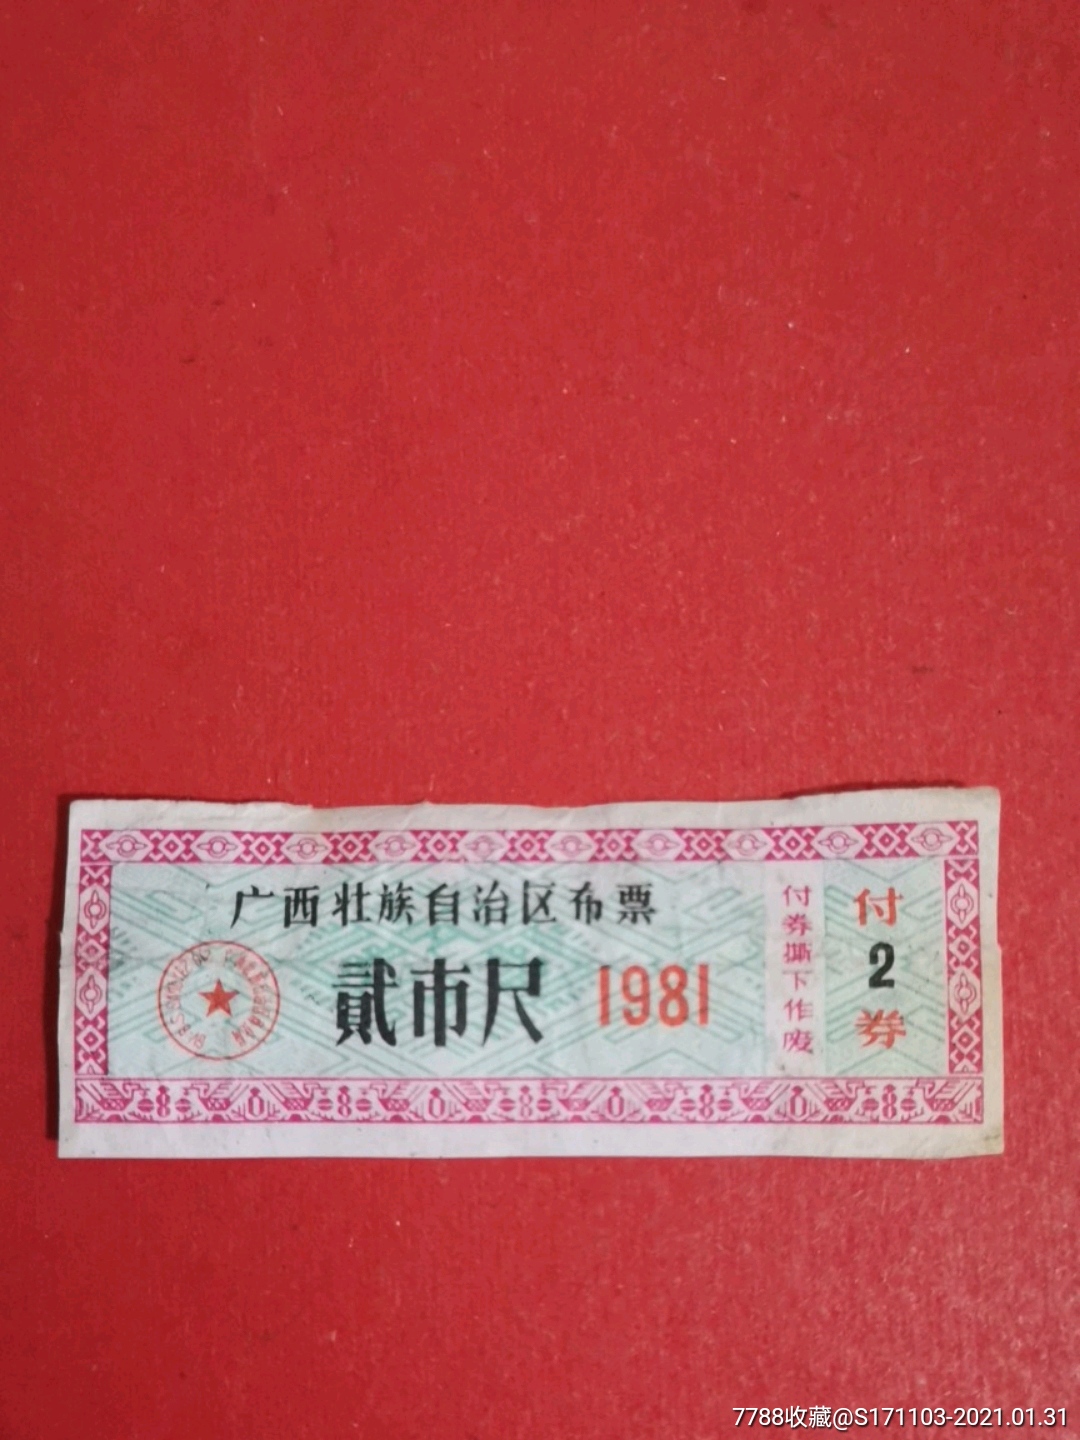 广西壮族自治区布票
貳市尺 1981
付券撕下作废
付
2
券
7788收藏@S171103-2021.01.31